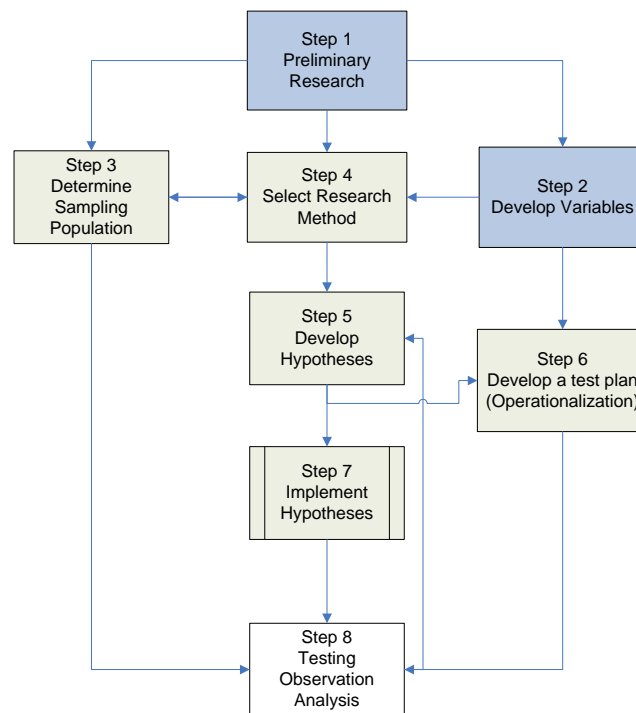 Step 1
Preliminary
Research
Step 3
Determine
Sampling
Population
Step 4
Select Research
Method
Step 2
Develop Variables
Step 5
Develop
Hypotheses
Step 6
Develop a test plan
(Operationalization)
Step 7
Implement
Hypotheses
Step 8
Testing
Observation
Analysis